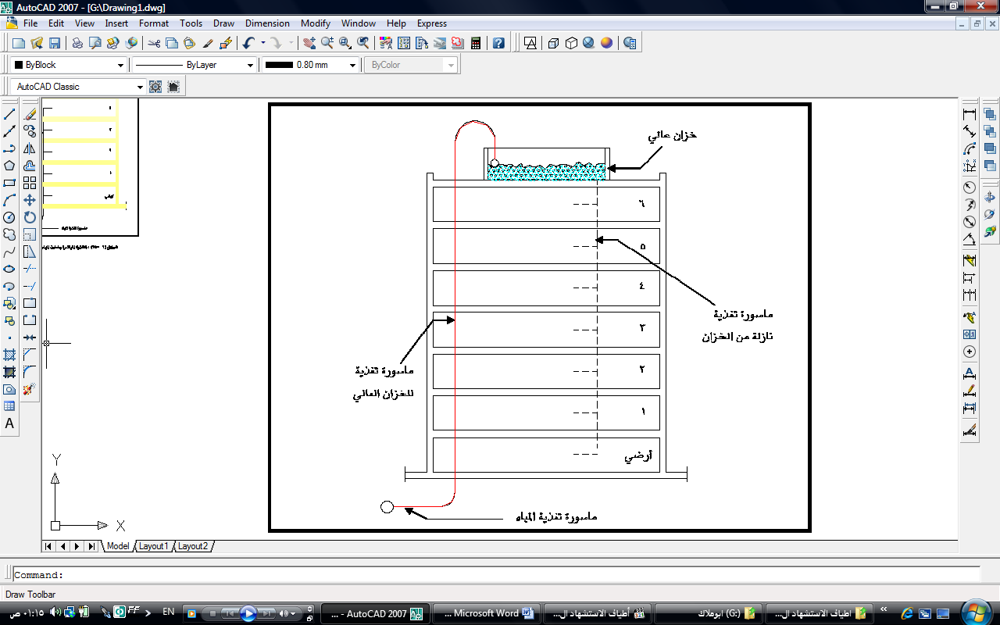 AutoCAD 2007 - [G:\Drawing1.dwg]
File Edit View Insert Format Tools Draw Dimension Modify Window Help Express
ByBlock ByLayer 0.80 mm ByColor
AutoCAD Classic
خزان عالي
٦
٥
٤
ماسورة تغذية
نازلة من الخزان
٣
ماسورة تغذية
للخزان العالي
٢
١
أرضي
ماسورة تغذية المياه
Y
X
Model Layout1 Layout2
Command:
Draw Toolbar
٠١:١٥ ص
FF
EN
... - AutoCAD 2007
... Microsoft Word
أطياف الاستشهاد ال...
ابوملاك (G:)
اطياف الاستشهاد ال...